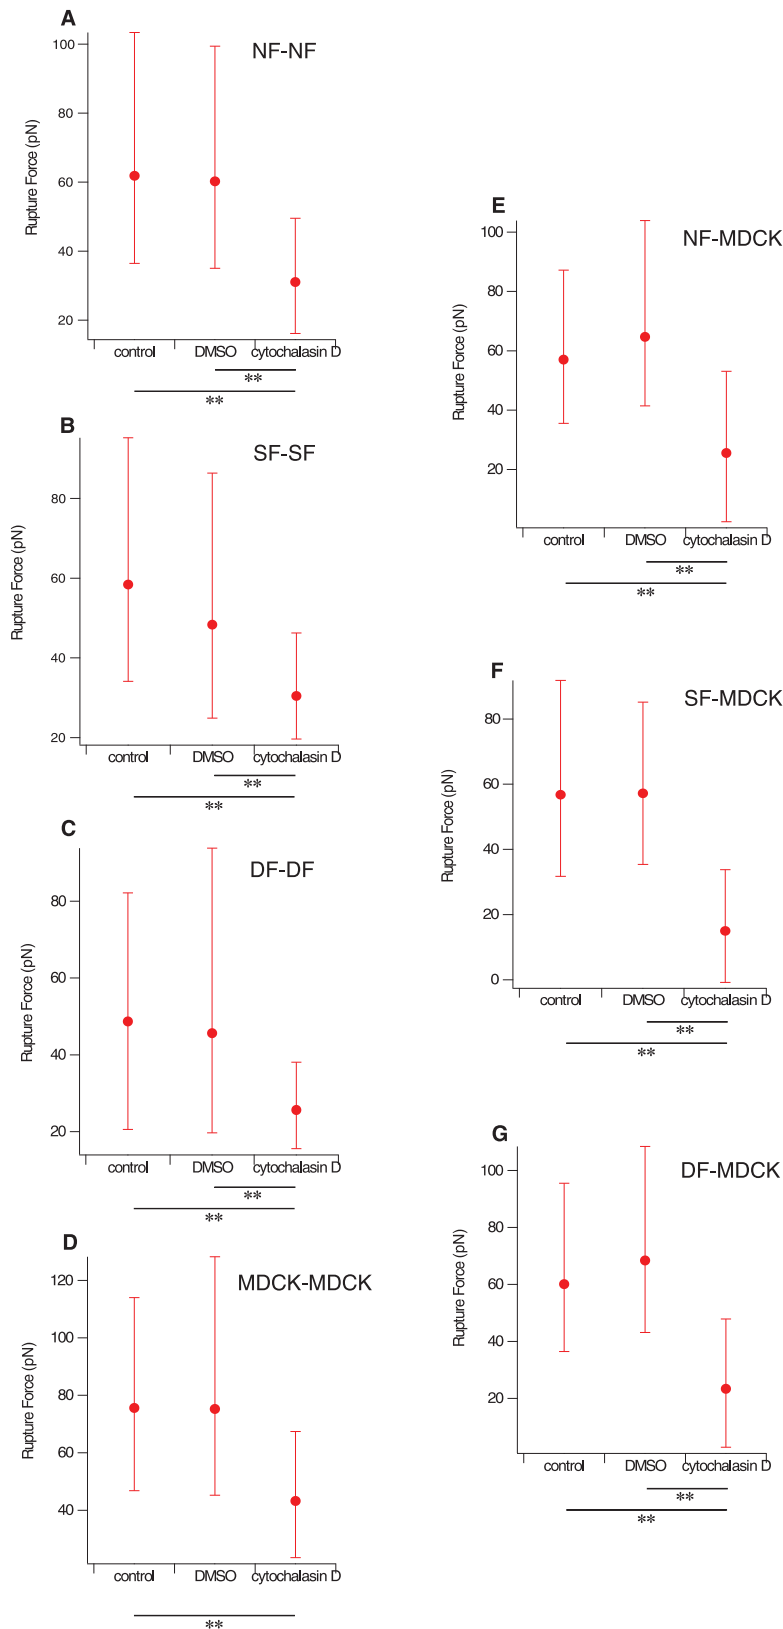 A
NF-NF
Rupture Force (pN)
100
80
60
40
20
control DMSO cytochalasin D
**
**
B
SF-SF
Rupture Force (pN)
80
60
40
20
control DMSO cytochalasin D
**
**
C
DF-DF
Rupture Force (pN)
80
60
40
20
control DMSO cytochalasin D
**
**
D
MDCK-MDCK
Rupture Force (pN)
120
100
80
60
40
control DMSO cytochalasin D
**
E
NF-MDCK
Rupture Force (pN)
100
80
60
40
20
control DMSO cytochalasin D
**
**
F
SF-MDCK
Rupture Force (pN)
80
60
40
20
0
control DMSO cytochalasin D
**
**
G
DF-MDCK
Rupture Force (pN)
100
80
60
40
20
control DMSO cytochalasin D
**
**